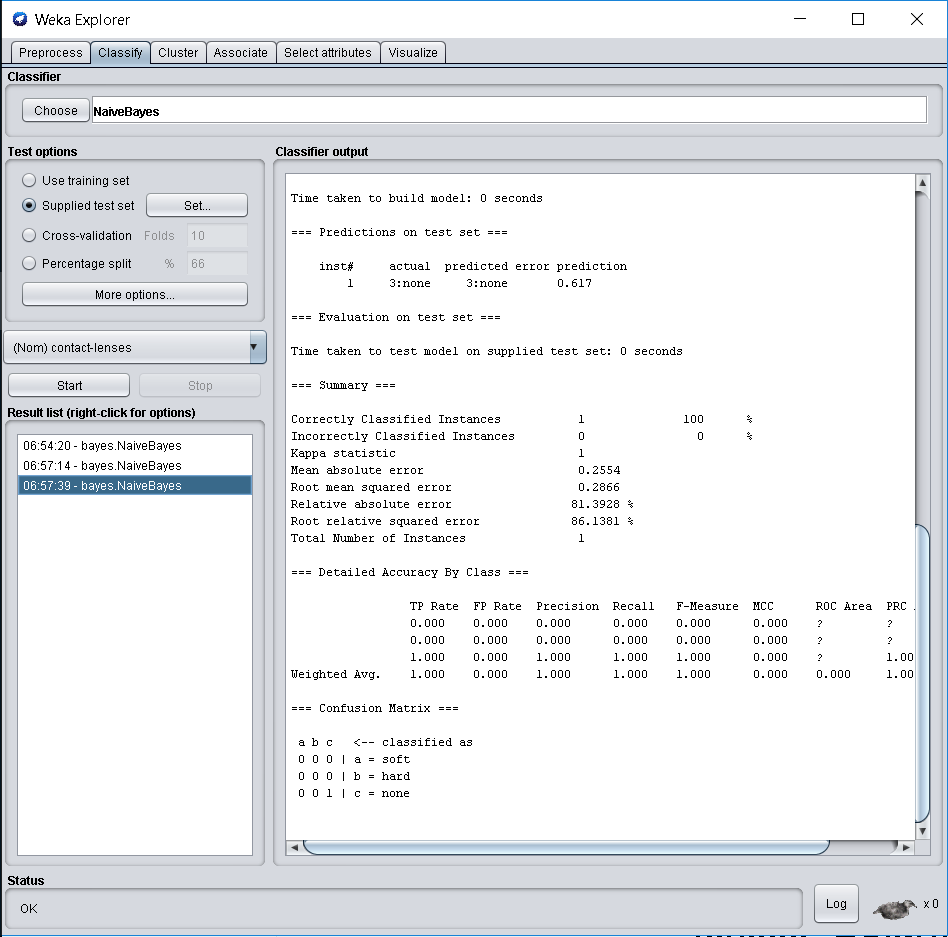 Weka Explorer
Preprocess Classify Cluster Associate Select attributes Visualize
Classifier
Choose NaiveBayes
Test options
Use training set
Supplied test set Set...
Cross-validation Folds 10
Percentage split % 66
More options...
(Nom) contact-lenses
Start Stop
Result list (right-click for options)
06:54:20 - bayes.NaiveBayes
06:57:14 - bayes.NaiveBayes
06:57:39 - bayes.NaiveBayes
Classifier output
Time taken to build model: 0 seconds
=== Predictions on test set ===
inst# actual predicted error prediction
1 3:none 3:none 0.617
=== Evaluation on test set ===
Time taken to test model on supplied test set: 0 seconds
=== Summary ===
Correctly Classified Instances 1 100 %
Incorrectly Classified Instances 0 0 %
Kappa statistic 1
Mean absolute error 0.2554
Root mean squared error 0.2866
Relative absolute error 81.3928 %
Root relative squared error 86.1381 %
Total Number of Instances 1
=== Detailed Accuracy By Class ===
TP Rate FP Rate Precision Recall F-Measure MCC ROC Area PRC
0.000 0.000 0.000 0.000 0.000 0.000 ? ?
0.000 0.000 0.000 0.000 0.000 0.000 ? ?
1.000 0.000 1.000 1.000 1.000 0.000 ? 1.00
Weighted Avg. 1.000 0.000 1.000 1.000 1.000 0.000 0.000 1.00
=== Confusion Matrix ===
a b c <-- classified as
0 0 0 | a = soft
0 0 0 | b = hard
0 0 1 | c = none
Status
OK
Log
x 0